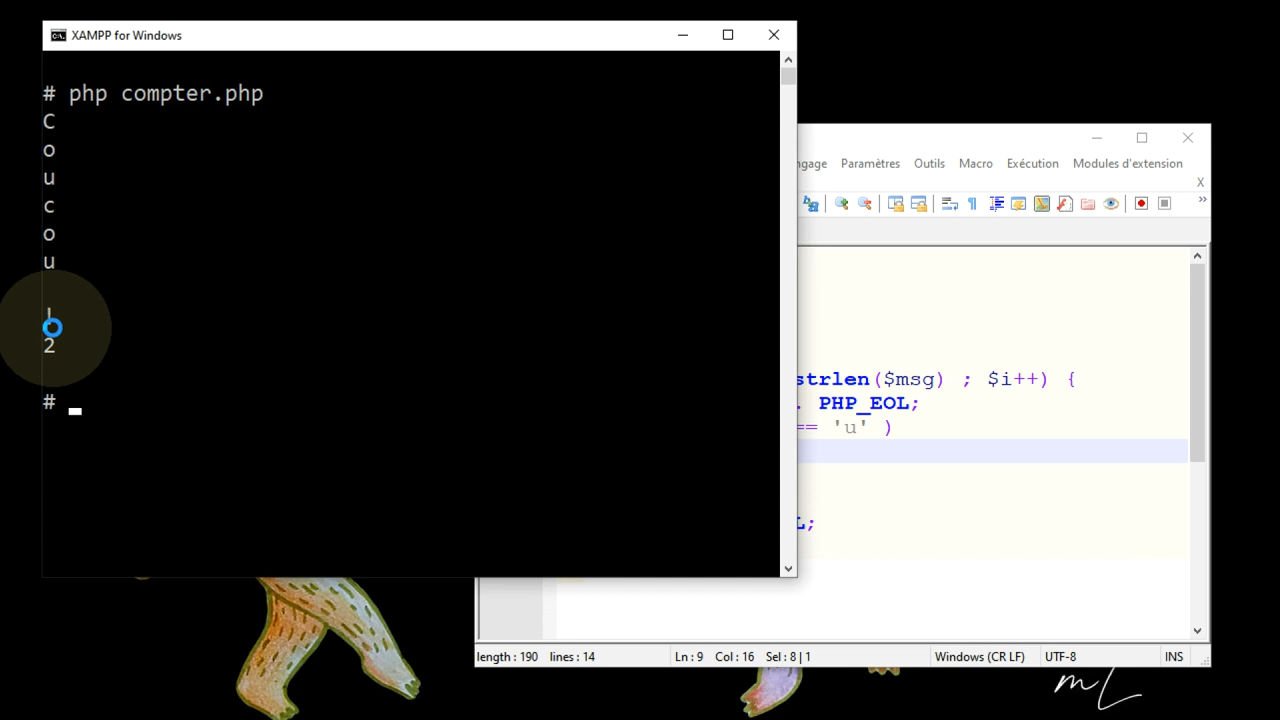 XAMPP for Windows
# php compter.php
C
o
u
c
o
u
!
2
#
ngage Paramètres Outils Macro Exécution Modules d'extension
X
strlen($msg) ; $i++) {
. PHP_EOL;
== 'u' )
L;
length : 190 lines : 14 Ln : 9 Col : 16 Sel : 8 | 1 Windows (CR LF) UTF-8 INS
mL